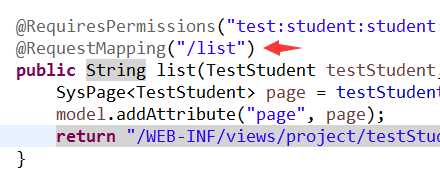 @RequiresPermissions("test:student:student:
@RequestMapping("/list")
public String list(TestStudent testStudent,
SysPage<TestStudent> page = testStudent
model.addAttribute("page", page);
return "/WEB-INF/views/project/testStud
}